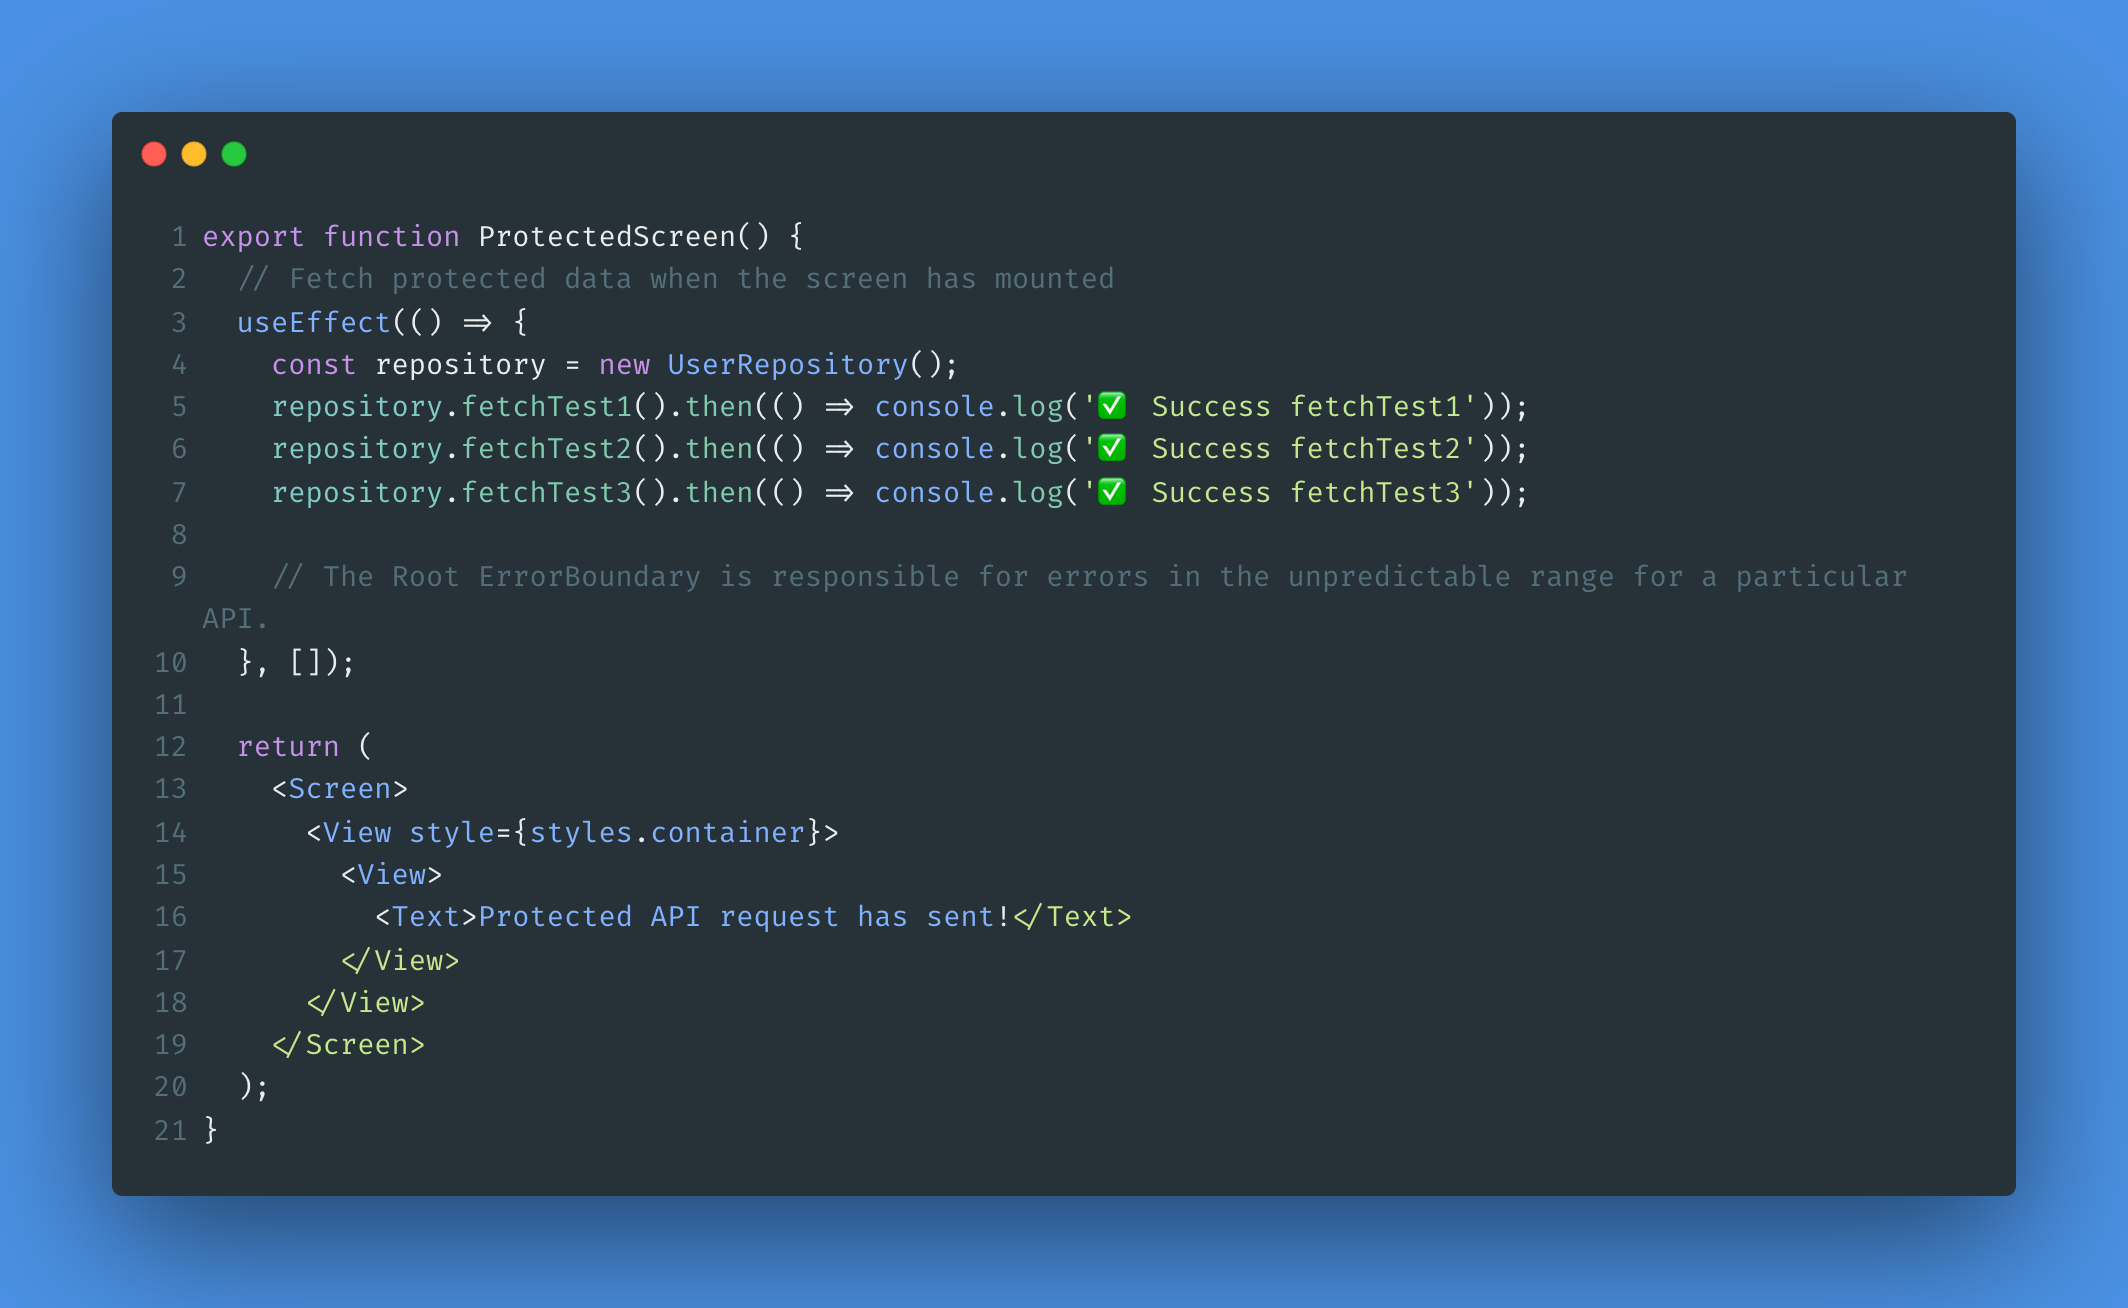 1 export function ProtectedScreen() {
2   // Fetch protected data when the screen has mounted
3   useEffect(() => {
4     const repository = new UserRepository();
5     repository.fetchTest1().then(() => console.log('✅ Success fetchTest1'));
6     repository.fetchTest2().then(() => console.log('✅ Success fetchTest2'));
7     repository.fetchTest3().then(() => console.log('✅ Success fetchTest3'));
8
9     // The Root ErrorBoundary is responsible for errors in the unpredictable range for a particular
API.
10   }, []);
11
12   return (
13     <Screen>
14       <View style={styles.container}>
15         <View>
16           <Text>Protected API request has sent!</Text>
17         </View>
18       </View>
19     </Screen>
20   );
21 }